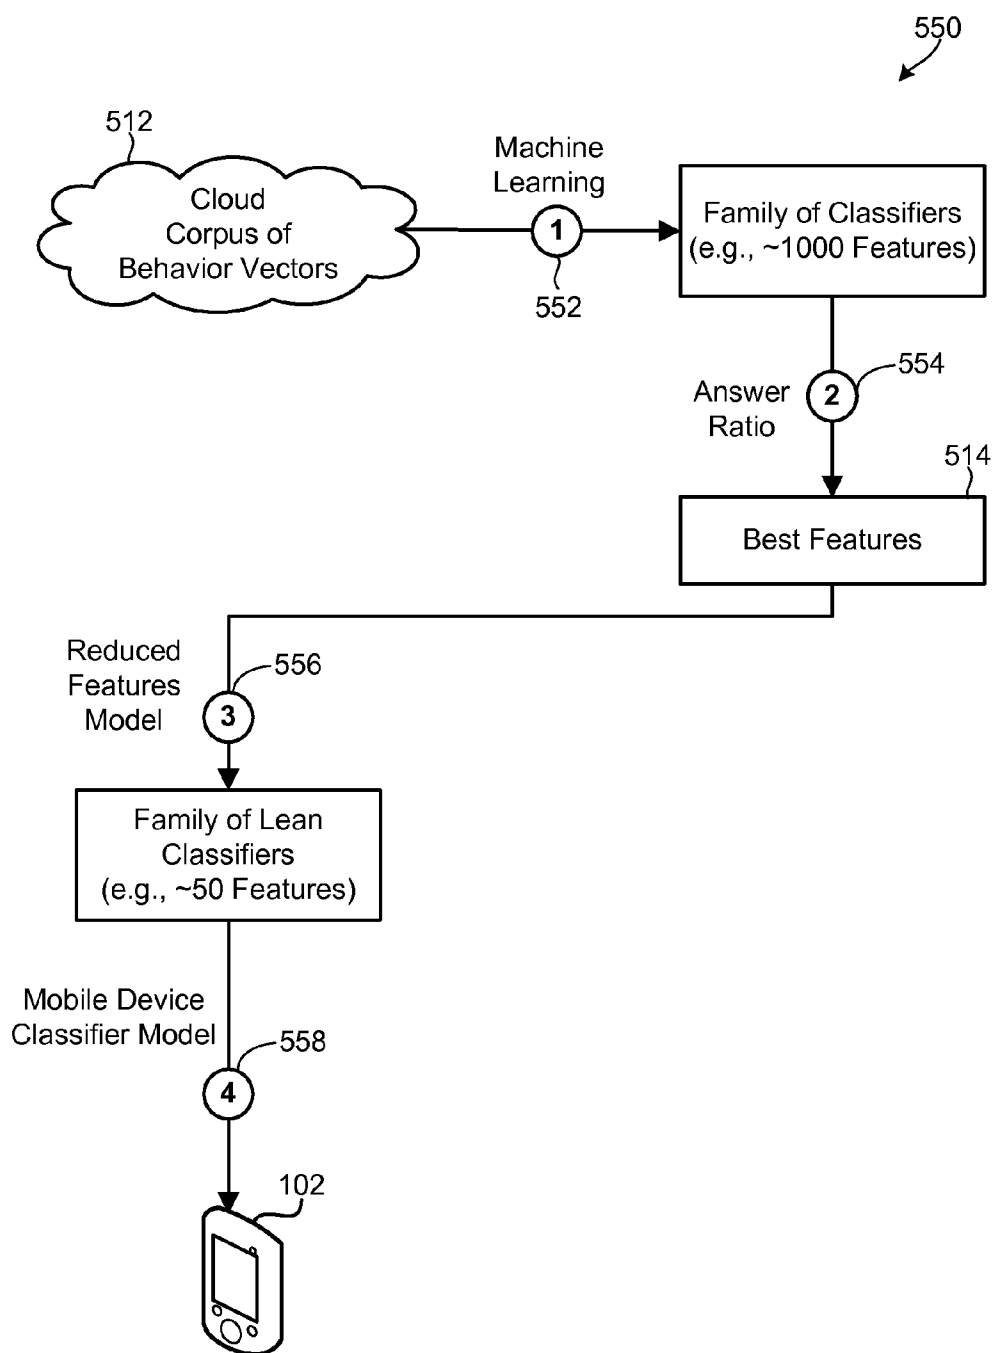 550
512
Cloud
Corpus of
Behavior Vectors
Machine
Learning
1
552
Family of Classifiers
(e.g., ~1000 Features)
554
Answer
Ratio
2
514
Best Features
Reduced
Features
Model
556
3
Family of Lean
Classifiers
(e.g., ~50 Features)
Mobile Device
Classifier Model
558
4
102